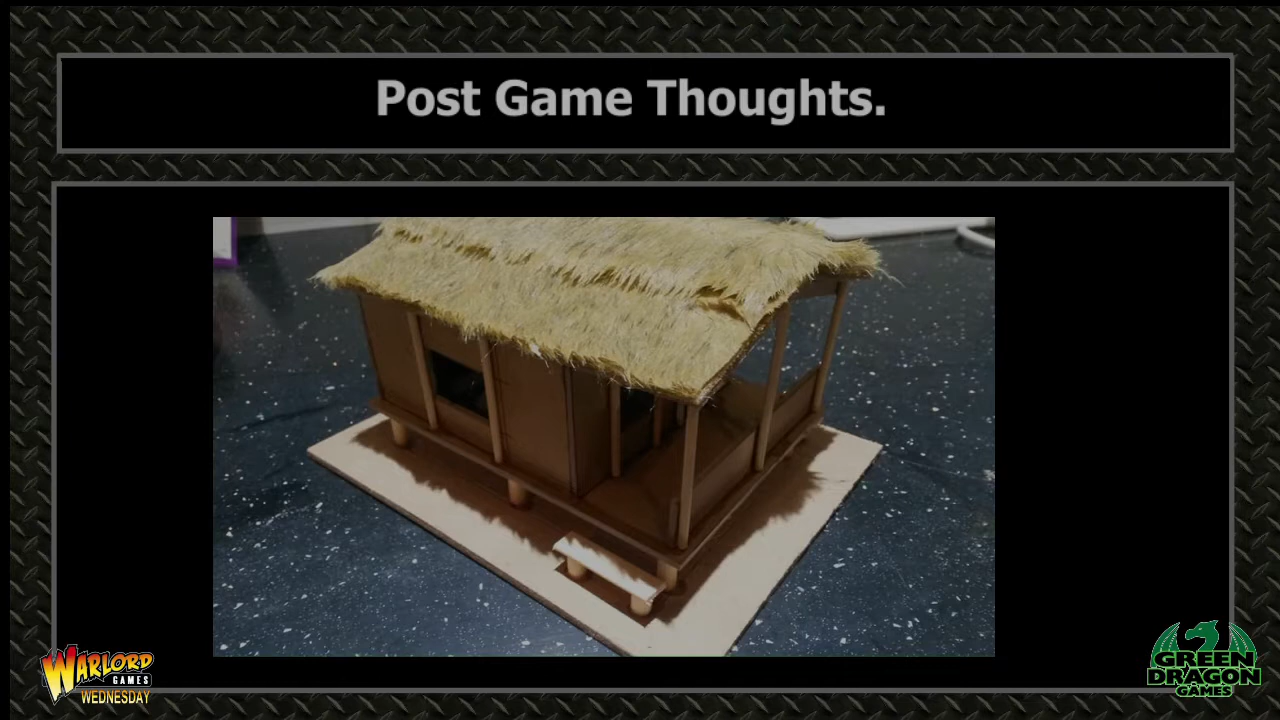 Post Game Thoughts.
WARLORD
GAMES
WEDNESDAY
GREEN
DRAGON
GAMES